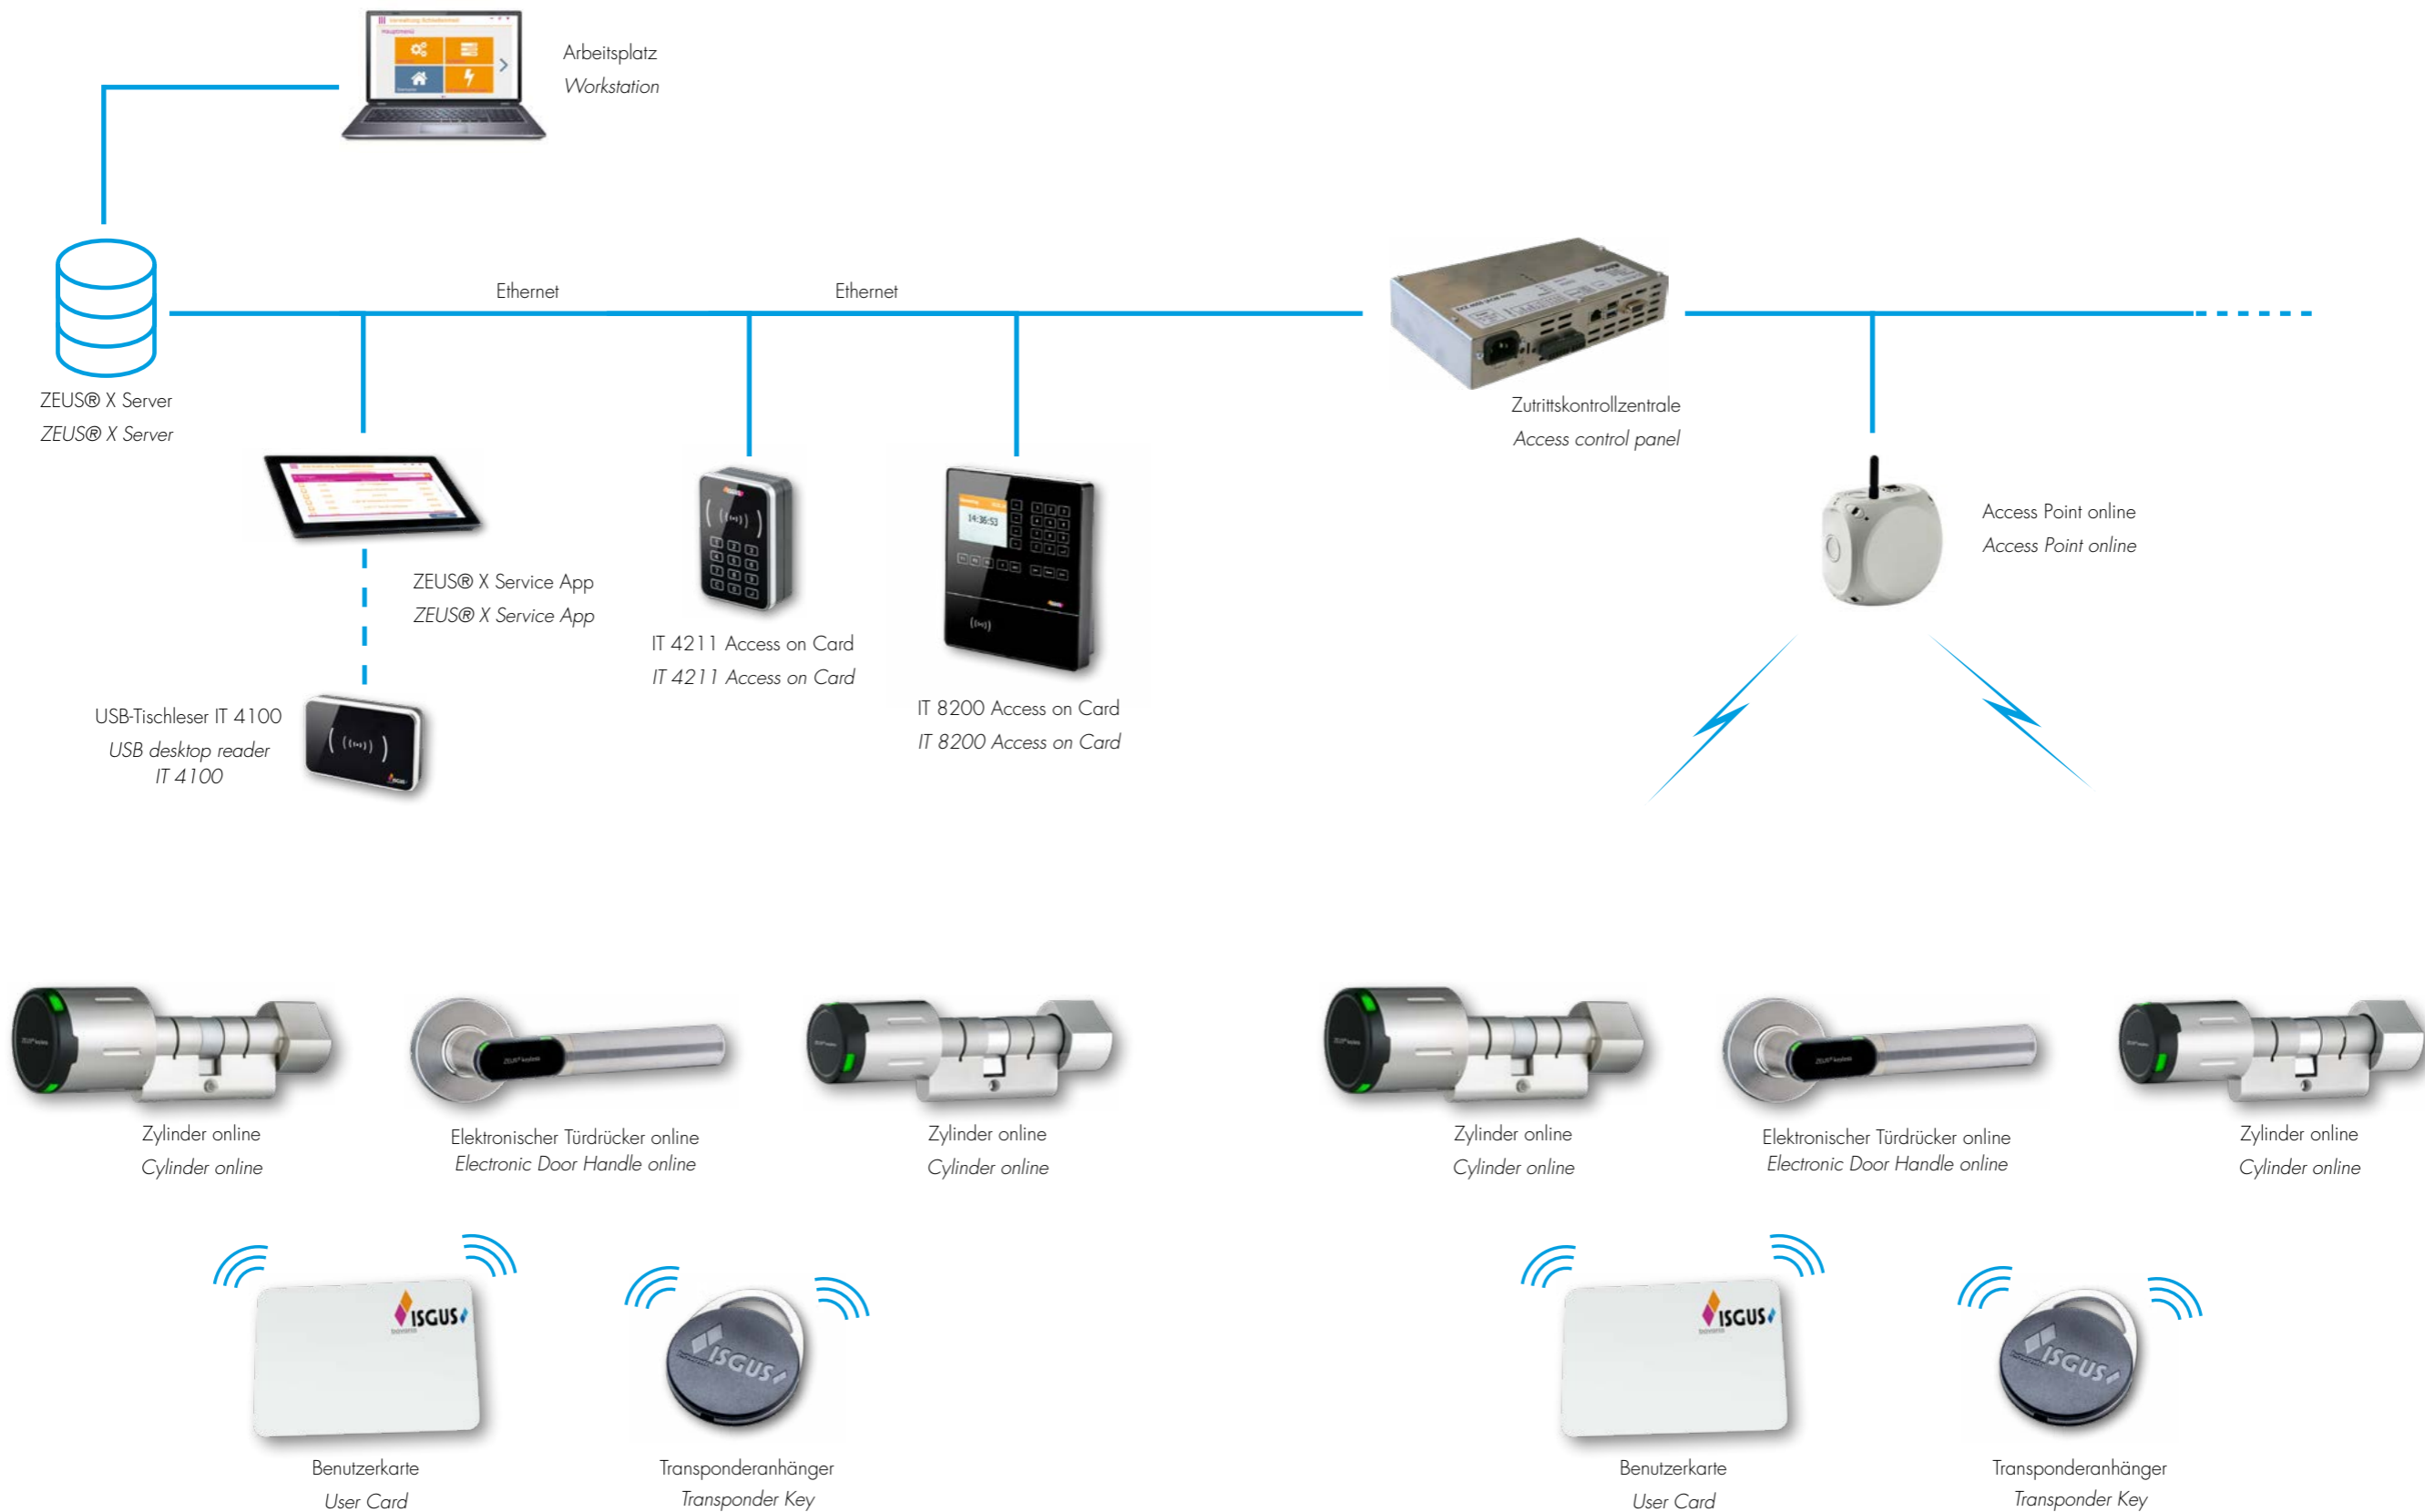 Hauptmenü
Arbeitsplatz
Workstation
Ethernet
Ethernet
ZEUS® X Server
ZEUS® X Server
Zutrittskontrollzentrale
Access control panel
14:36:53
Access Point online
Access Point online
ZEUS® X Service App
ZEUS® X Service App
IT 4211 Access on Card
IT 4211 Access on Card
IT 8200 Access on Card
IT 8200 Access on Card
USB-Tischleser IT 4100
USB desktop reader
IT 4100
ISGUS
Zylinder online
Cylinder online
Elektronischer Türdrücker online
Electronic Door Handle online
Zylinder online
Cylinder online
Zylinder online
Cylinder online
Elektronischer Türdrücker online
Electronic Door Handle online
Zylinder online
Cylinder online
ISGUS
ISGUS
ISGUS
ISGUS
Benutzerkarte
User Card
Transponderanhänger
Transponder Key
Benutzerkarte
User Card
Transponderanhänger
Transponder Key